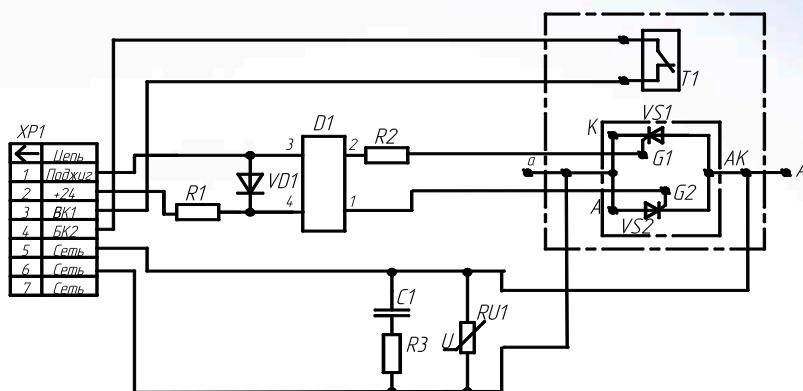 T1
XP1
D1
VS1
Цепь
3
2
R2
K
AK
1
Поджиг
G1
a
A
2
+24
R1
VD1
G2
3
ВК1
4
1
A
4
БК2
VS2
5
Сеть
6
Сеть
C1
RU1
7
Сеть
R3
U